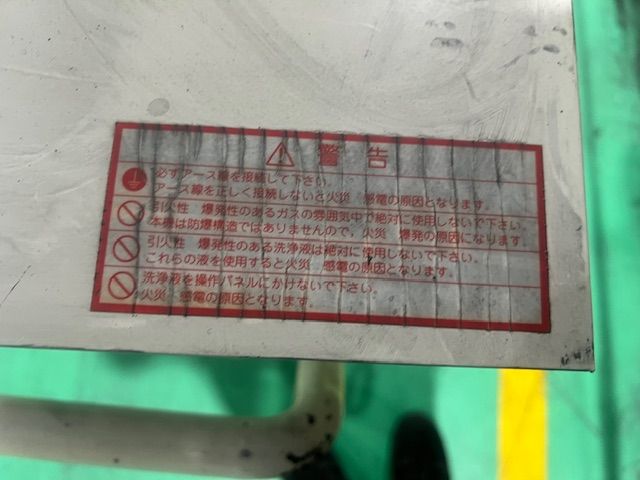 警告
必ずアース線を接続して下さい。
アース線を正しく接続しないと火災 感電の原因となります。
引火性 爆発性のあるガスの雰囲気中で絶対に使用しないで下さい。
本機は防爆構造ではありませんので，火災 爆発の原因になります。
引火性 爆発性のある洗浄液は絶対に使用しないで下さい。
これらの液を使用すると火災 感電の原因となります。
洗浄液を操作パネルにかけないで下さい。
火災 感電の原因となります。